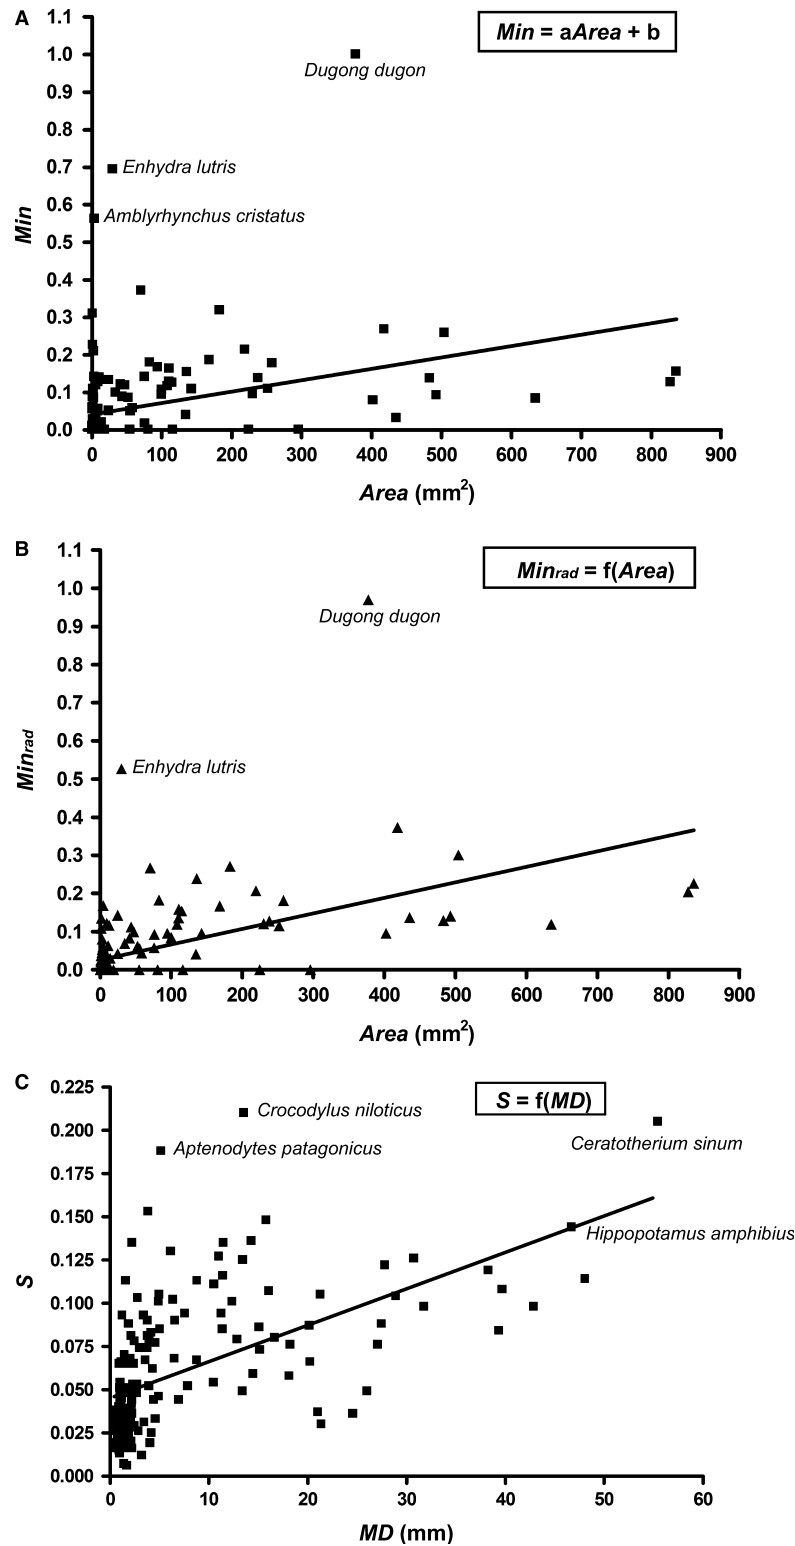 A
Min = aArea + b
1.1
1.0
0.9
0.8
0.7
0.6
0.5
0.4
0.3
0.2
0.1
0.0
Min
Dugong dugon
Enhydra lutris
Amblyrhynchus cristatus
0 100 200 300 400 500 600 700 800 900
Area (mm²)
B
Minrad = f(Area)
1.1
1.0
0.9
0.8
0.7
0.6
0.5
0.4
0.3
0.2
0.1
0.0
Minrad
Dugong dugon
Enhydra lutris
0 100 200 300 400 500 600 700 800 900
Area (mm²)
C
S = f(MD)
0.225
0.200
0.175
0.150
0.125
0.100
0.075
0.050
0.025
0.000
S
Crocodylus niloticus
Aptenodytes patagonicus
Ceratotherium sinum
Hippopotamus amphibius
0 10 20 30 40 50 60
MD (mm)